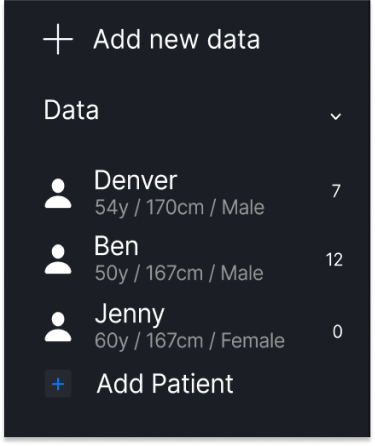 Add new data
Data
Denver
54y / 170cm / Male
7
Ben
50y / 167cm / Male
12
Jenny
60y / 167cm / Female
0
Add Patient